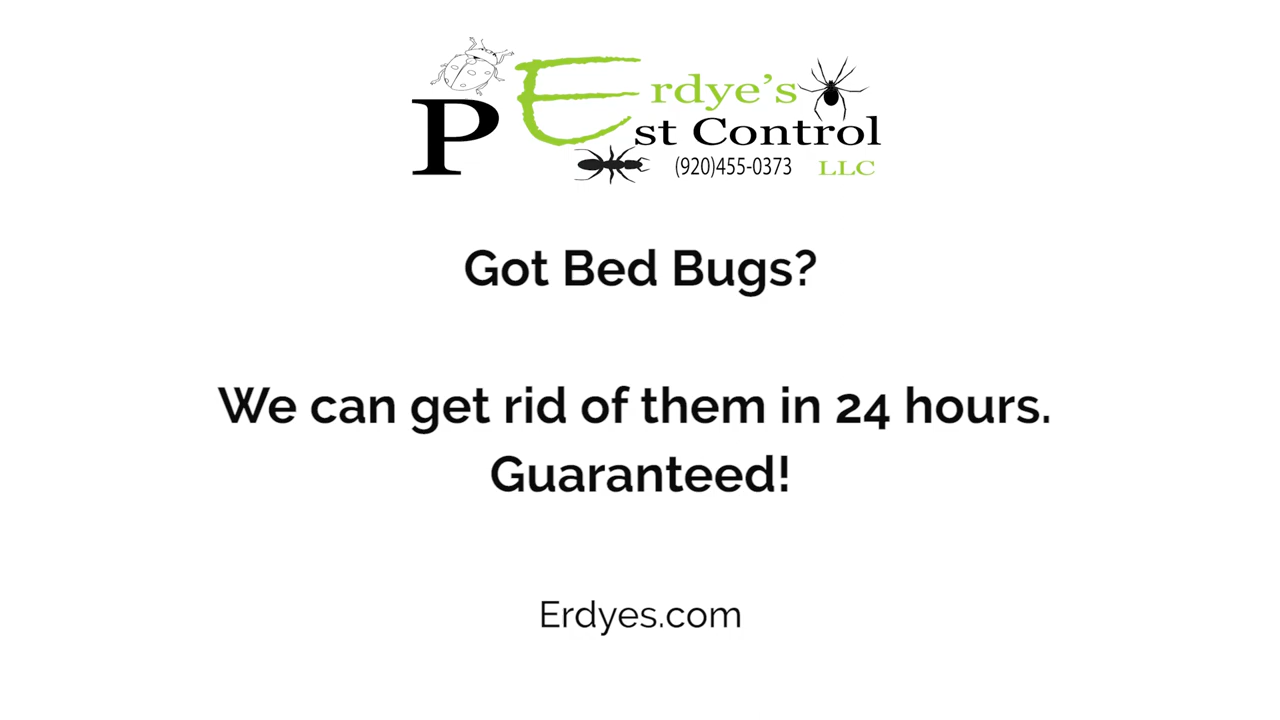 Erdye's
Pest Control
(920)455-0373 LLC
Got Bed Bugs?
We can get rid of them in 24 hours.
Guaranteed!
Erdyes.com